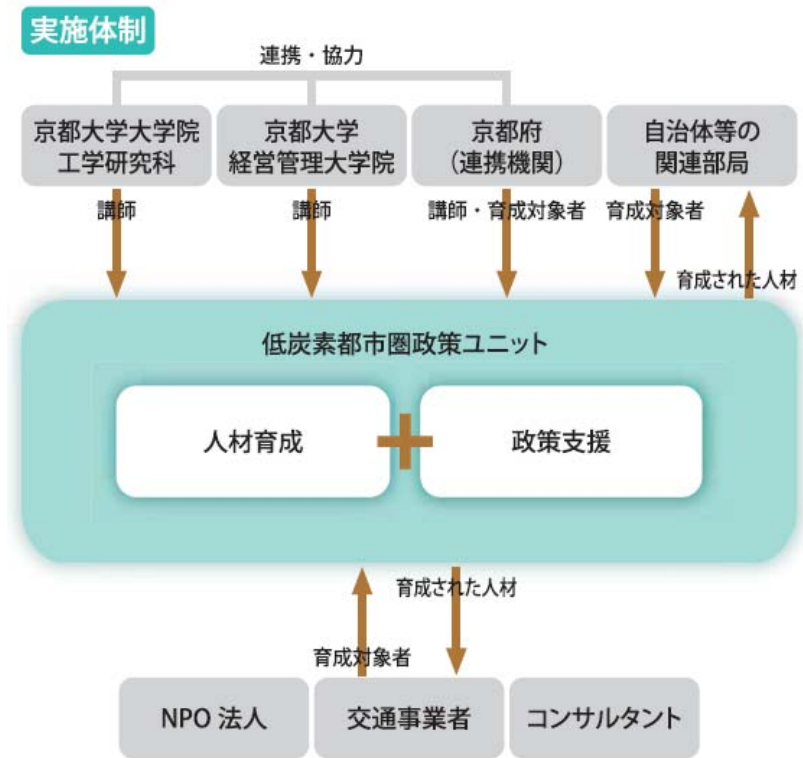 実施体制
連携・協力
京都大学大学院
工学研究科
京都大学
経営管理大学院
京都府
(連携機関)
自治体等の
関連部局
講師
講師
講師・育成対象者
育成対象者
育成された人材
低炭素都市圏政策ユニット
人材育成
+
政策支援
育成された人材
育成対象者
NPO 法人
交通事業者
コンサルタント